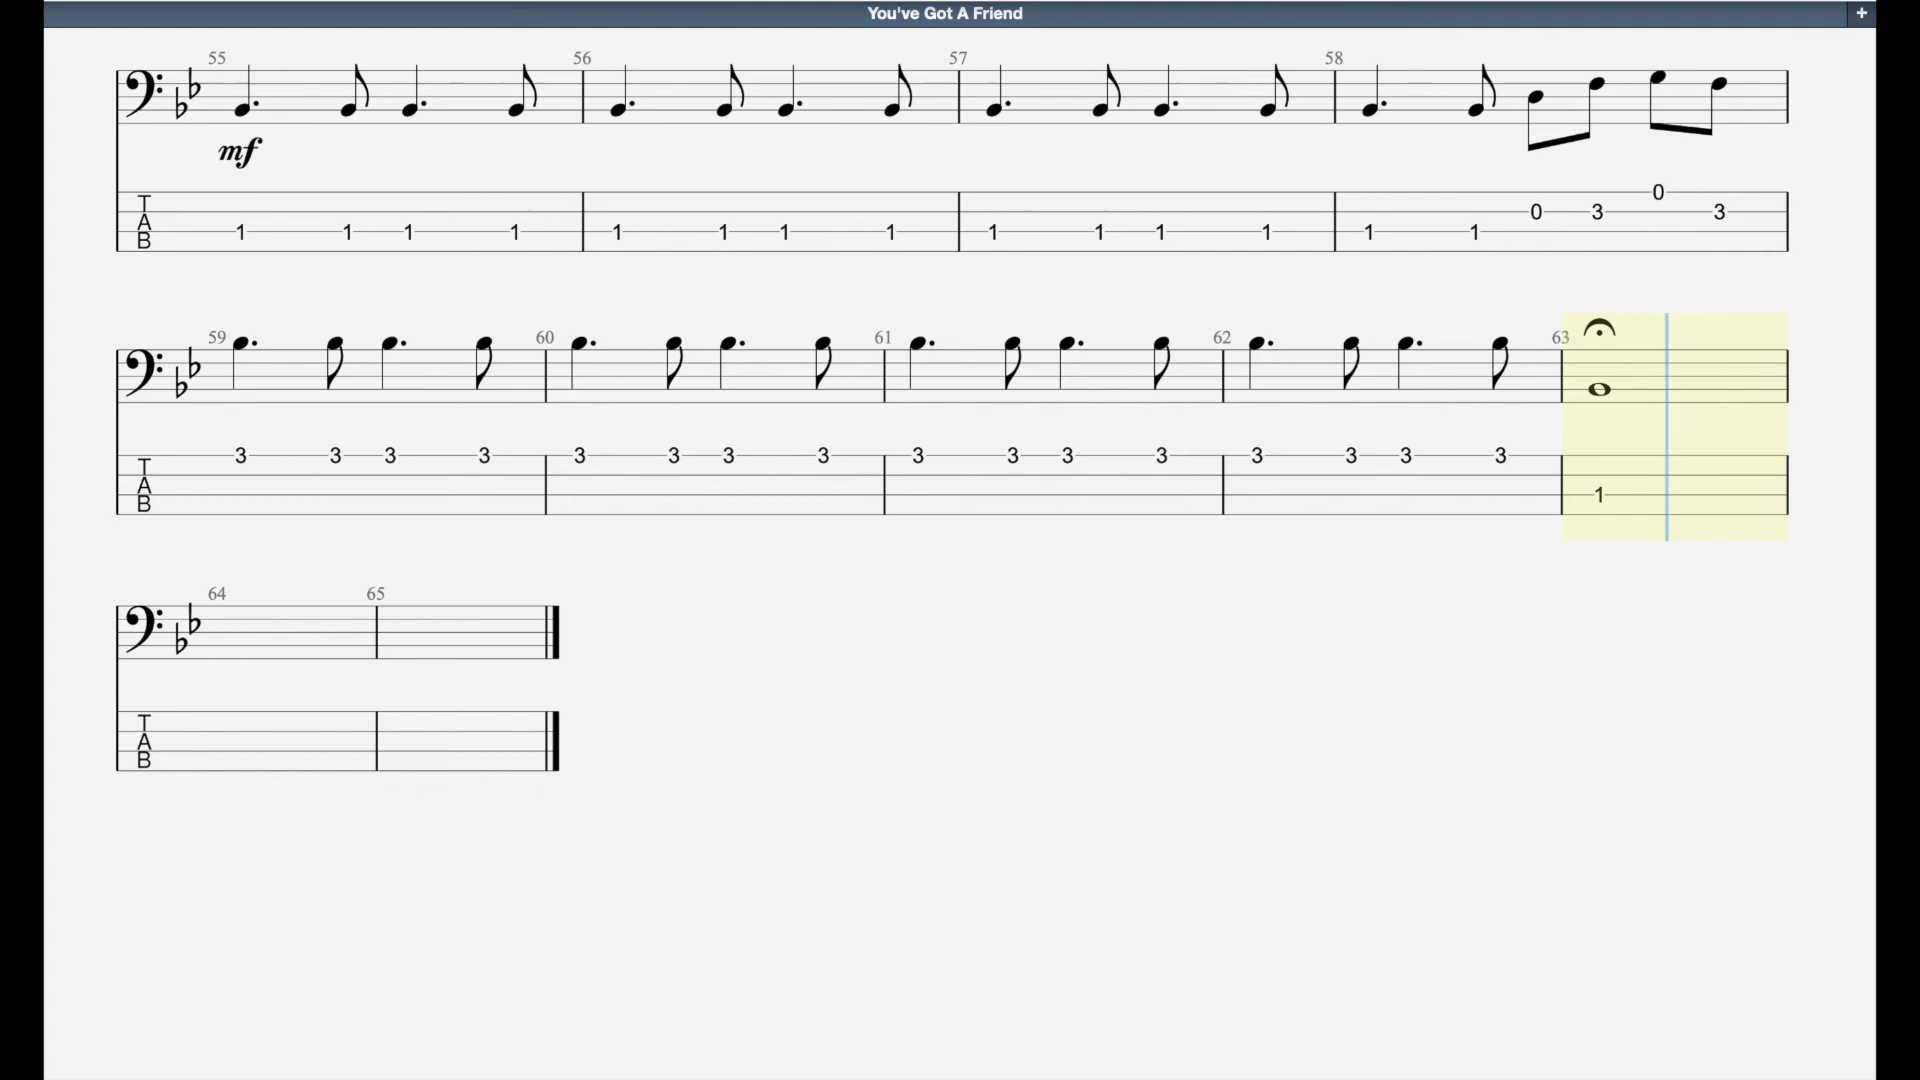 You've Got A Friend +
55 56 57 58
mf
T
A
B
0
0 3 3
1 1 1 1 1 1 1 1 1 1 1 1 1 1
59 60 61 62 63
3 3 3 3 3 3 3 3 3 3 3 3 3 3 3 3
T
A
B
1
64 65
T
A
B